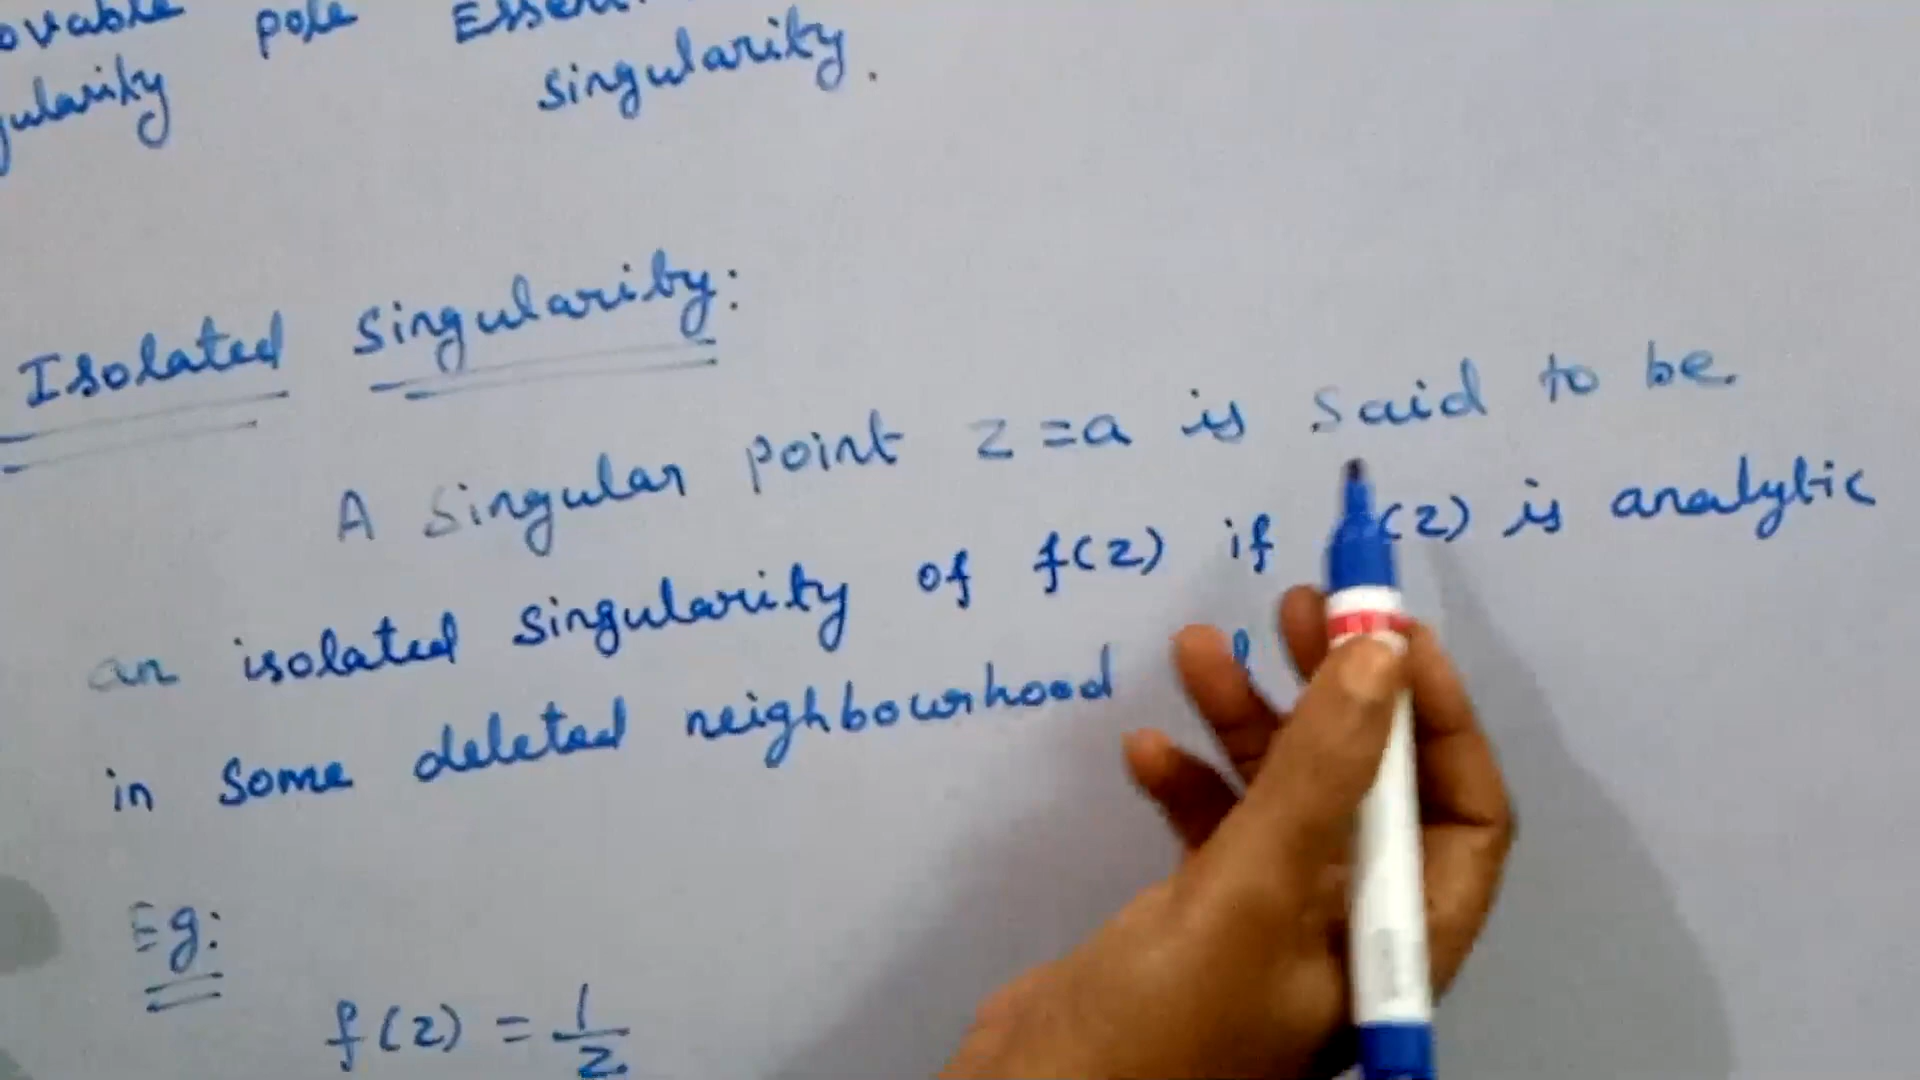 pole
singularity.
Isolated singularity:
A singular point z = a is said to be
an isolated singularity of f(z) if (z) is analytic
in some deleted neighbourhood
Eg:
f(z) = 1/z